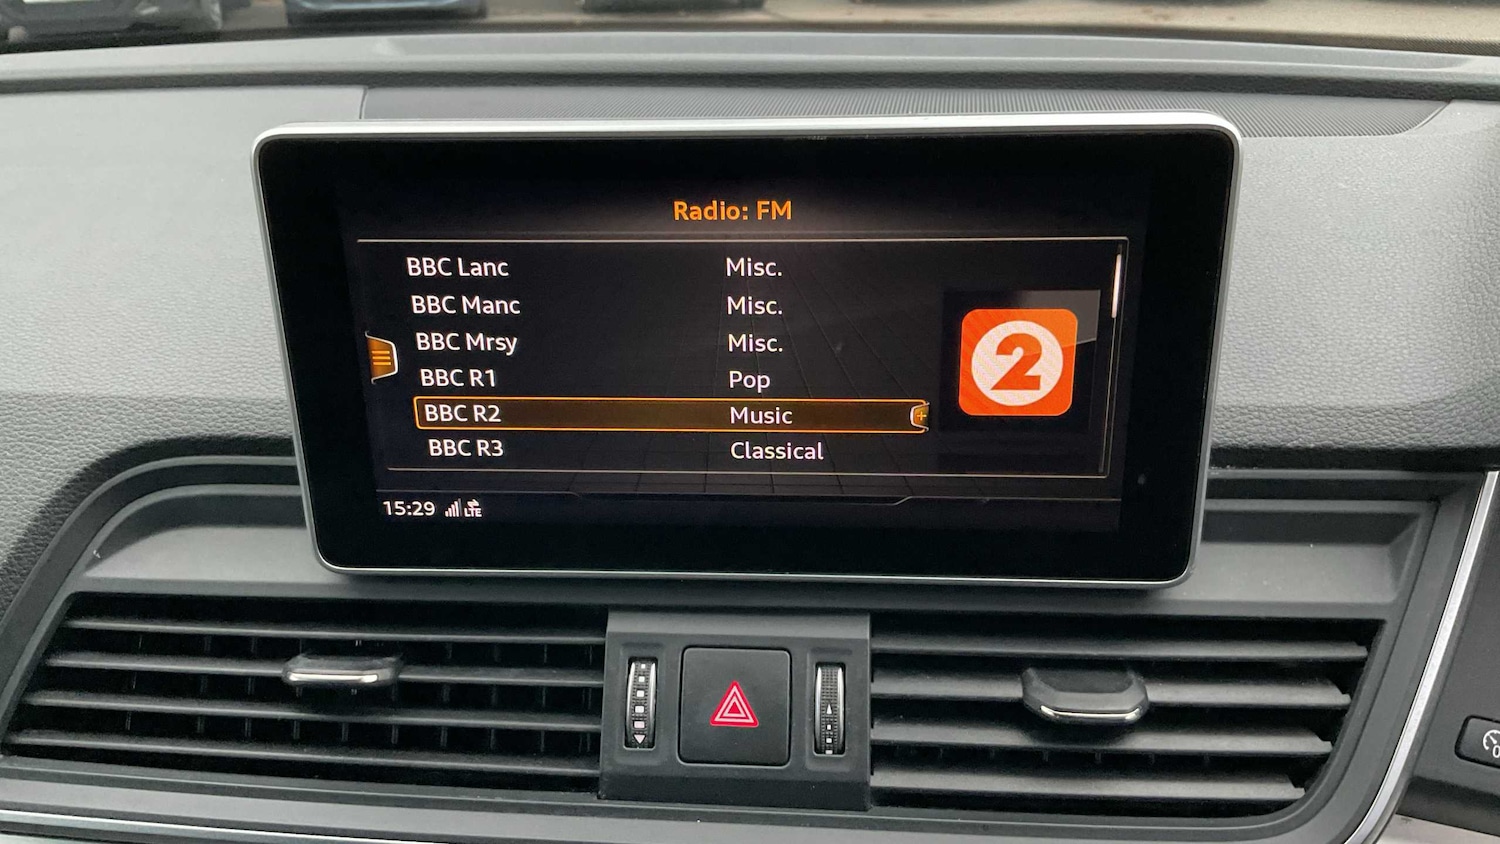 Radio: FM
BBC Lanc Misc.
BBC Manc Misc.
BBC Mrsy Misc.
BBC R1 Pop
BBC R2 Music
BBC R3 Classical
2
15:29 LTE